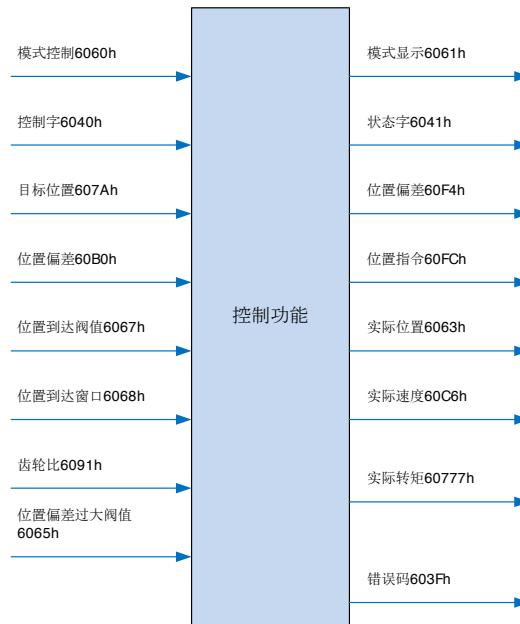 模式控制6060h
控制字6040h
目标位置607Ah
位置偏差60B0h
位置到达阀值6067h
位置到达窗口6068h
齿轮比6091h
位置偏差过大阀值
6065h
控制功能
模式显示6061h
状态字6041h
位置偏差60F4h
位置指令60FCh
实际位置6063h
实际速度60C6h
实际转矩60777h
错误码603Fh